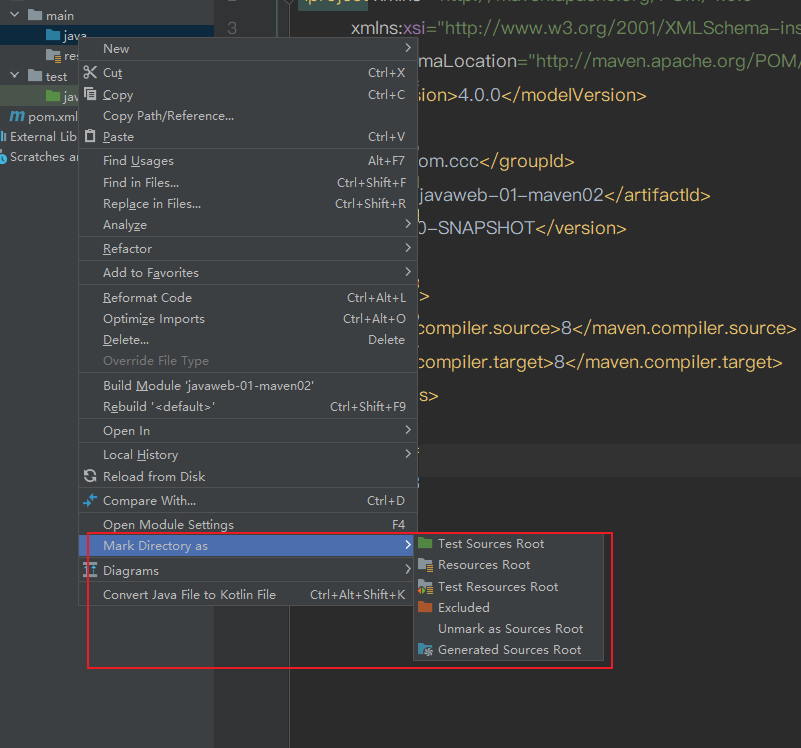 main
java
test
pom.xml
External Lib
Scratches
3
xmlns:xsi="http://www.w3.org/2001/XMLSchema-ins
maLocation="http://maven.apache.org/POM/
ion>4.0.0</modelVersion>
om.ccc</groupId>
javaweb-01-maven02</artifactId>
0-SNAPSHOT</version>
>
compiler.source>8</maven.compiler.source>
compiler.target>8</maven.compiler.target>
s>
New
Cut Ctrl+X
Copy Ctrl+C
Copy Path/Reference...
Paste Ctrl+V
Find Usages Alt+F7
Find in Files... Ctrl+Shift+F
Replace in Files... Ctrl+Shift+R
Analyze
Refactor
Add to Favorites
Reformat Code Ctrl+Alt+L
Optimize Imports Ctrl+Alt+O
Delete... Delete
Override File Type
Build Module 'javaweb-01-maven02'
Rebuild '<default>' Ctrl+Shift+F9
Open In
Local History
Reload from Disk
Compare With... Ctrl+D
Open Module Settings F4
Mark Directory as
Diagrams
Convert Java File to Kotlin File Ctrl+Alt+Shift+K
Test Sources Root
Resources Root
Test Resources Root
Excluded
Unmark as Sources Root
Generated Sources Root